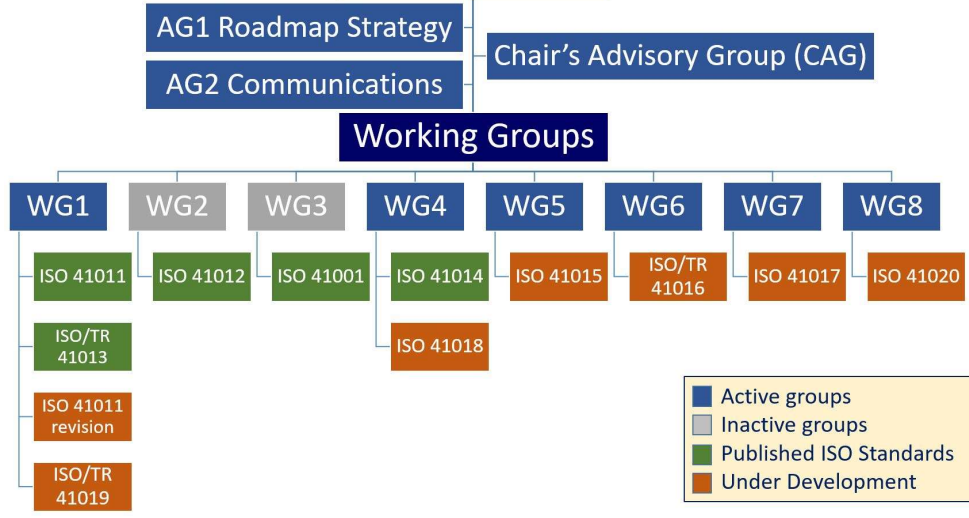 AG1 Roadmap Strategy
Chair's Advisory Group (CAG)
AG2 Communications
Working Groups
WG1
WG2
WG3
WG4
WG5
WG6
WG7
WG8
ISO 41011
ISO 41012
ISO 41001
ISO 41014
ISO 41015
ISO/TR
41016
ISO 41017
ISO 41020
ISO/TR
41013
ISO 41018
ISO 41011
revision
ISO/TR
41019
Active groups
Inactive groups
Published ISO Standards
Under Development